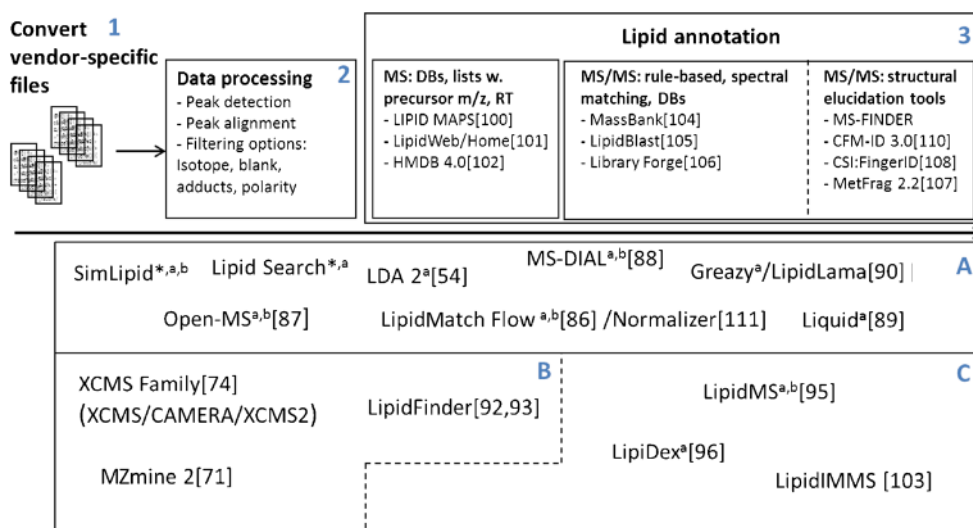 Convert 1
vendor-specific
files
Data processing 2
- Peak detection
- Peak alignment
- Filtering options:
Isotope, blank,
adducts, polarity
Lipid annotation 3
MS: DBs, lists w.
precursor m/z, RT
- LIPID MAPS[100]
- LipidWeb/Home[101]
- HMDB 4.0[102]
MS/MS: rule-based, spectral
matching, DBs
- MassBank[104]
- LipidBlast[105]
- Library Forge[106]
MS/MS: structural
elucidation tools
- MS-FINDER
- CFM-ID 3.0[110]
- CSI:FingerID[108]
- MetFrag 2.2[107]
A
SimLipid*,a,b Lipid Search*,a LDA 2a[54] MS-DIALa,b[88] Greazya/LipidLama[90]
Open-MSa,b[87] LipidMatch Flow a,b[86] /Normalizer[111] Liquida[89]
B
XCMS Family[74]
(XCMS/CAMERA/XCMS2)
LipidFinder[92,93]
MZmine 2[71]
C
LipidMSa,b[95]
LipiDexa[96]
LipidIMMS [103]